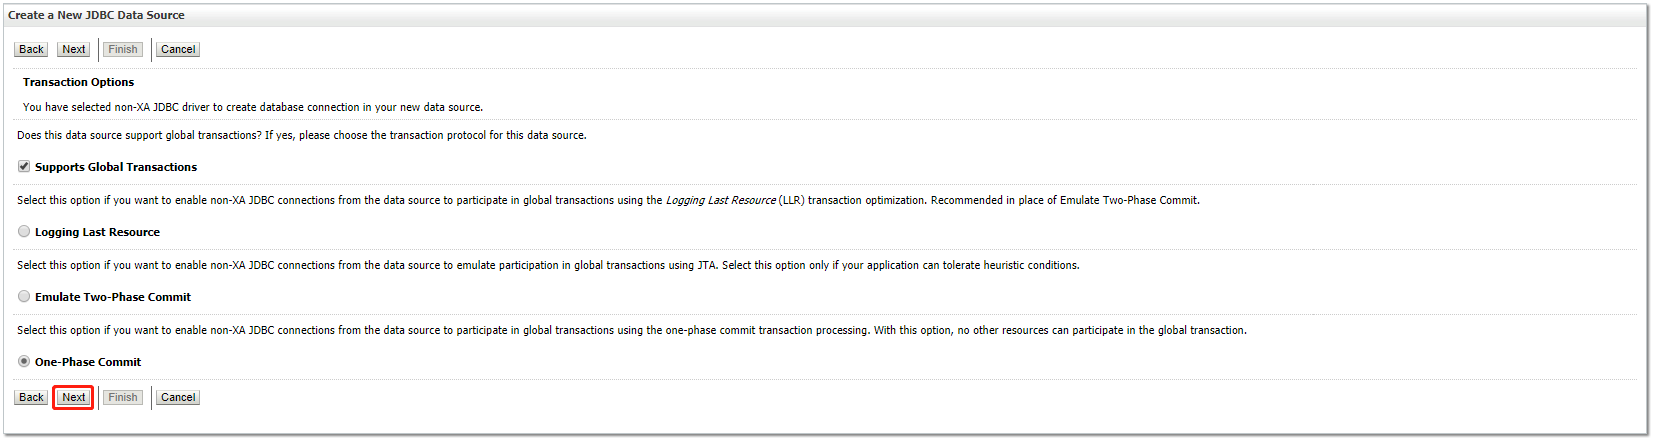 Create a New JDBC Data Source
Back Next Finish Cancel
Transaction Options
You have selected non-XA JDBC driver to create database connection in your new data source.
Does this data source support global transactions? If yes, please choose the transaction protocol for this data source.
Supports Global Transactions
Select this option if you want to enable non-XA JDBC connections from the data source to participate in global transactions using the Logging Last Resource (LLR) transaction optimization. Recommended in place of Emulate Two-Phase Commit.
Logging Last Resource
Select this option if you want to enable non-XA JDBC connections from the data source to emulate participation in global transactions using JTA. Select this option only if your application can tolerate heuristic conditions.
Emulate Two-Phase Commit
Select this option if you want to enable non-XA JDBC connections from the data source to participate in global transactions using the one-phase commit transaction processing. With this option, no other resources can participate in the global transaction.
One-Phase Commit
Back Next Finish Cancel